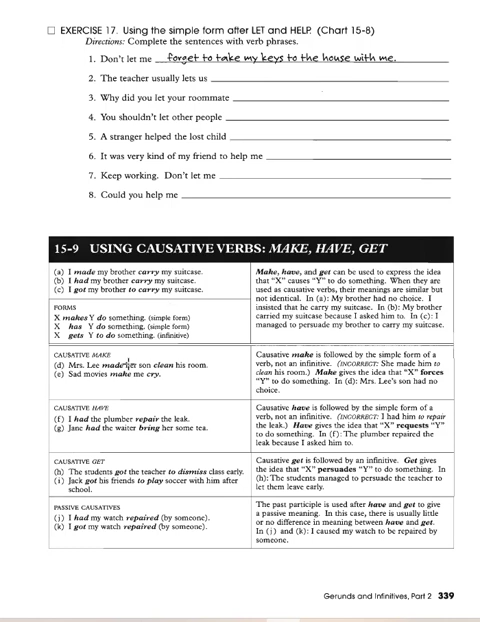 □ EXERCISE 17. Using the simple form after LET and HELP. (Chart 15-8)
Directions: Complete the sentences with verb phrases.
1. Don't let me forget to take my keys to the house with me.
2. The teacher usually lets us
3. Why did you let your roommate
4. You shouldn't let other people
5. A stranger helped the lost child
6. It was very kind of my friend to help me
7. Keep working. Don't let me
8. Could you help me
15-9 USING CAUSATIVE VERBS: MAKE, HAVE, GET
(a) I made my brother carry my suitcase.
(b) I had my brother carry my suitcase.
(c) I got my brother to carry my suitcase.
FORMS
X makes Y do something. (simple form)
X has Y do something. (simple form)
X gets Y to do something. (infinitive)
Make, have, and get can be used to express the idea
that "X" causes "Y" to do something. When they are
used as causative verbs, their meanings are similar but
not identical. In (a): My brother had no choice. I
insisted that he carry my suitcase. In (b): My brother
carried my suitcase because I asked him to. In (c): I
managed to persuade my brother to carry my suitcase.
CAUSATIVE MAKE
(d) Mrs. Lee made her son clean his room.
(e) Sad movies make me cry.
Causative make is followed by the simple form of a
verb, not an infinitive. (INCORRECT: She made him to
clean his room.) Make gives the idea that "X" forces
"Y" to do something. In (d): Mrs. Lee's son had no
choice.
CAUSATIVE HAVE
(f) I had the plumber repair the leak.
(g) Jane had the waiter bring her some tea.
Causative have is followed by the simple form of a
verb, not an infinitive. (INCORRECT: I had him to repair
the leak.) Have gives the idea that "X" requests "Y"
to do something. In (f): The plumber repaired the
leak because I asked him to.
CAUSATIVE GET
(h) The students got the teacher to dismiss class early.
(i) Jack got his friends to play soccer with him after
school.
Causative get is followed by an infinitive. Get gives
the idea that "X" persuades "Y" to do something. In
(h): The students managed to persuade the teacher to
let them leave early.
PASSIVE CAUSATIVES
(j) I had my watch repaired (by someone).
(k) I got my watch repaired (by someone).
The past participle is used after have and get to give
a passive meaning. In this case, there is usually little
or no difference in meaning between have and get.
In (j) and (k): I caused my watch to be repaired by
someone.
Gerunds and Infinitives, Part 2 339